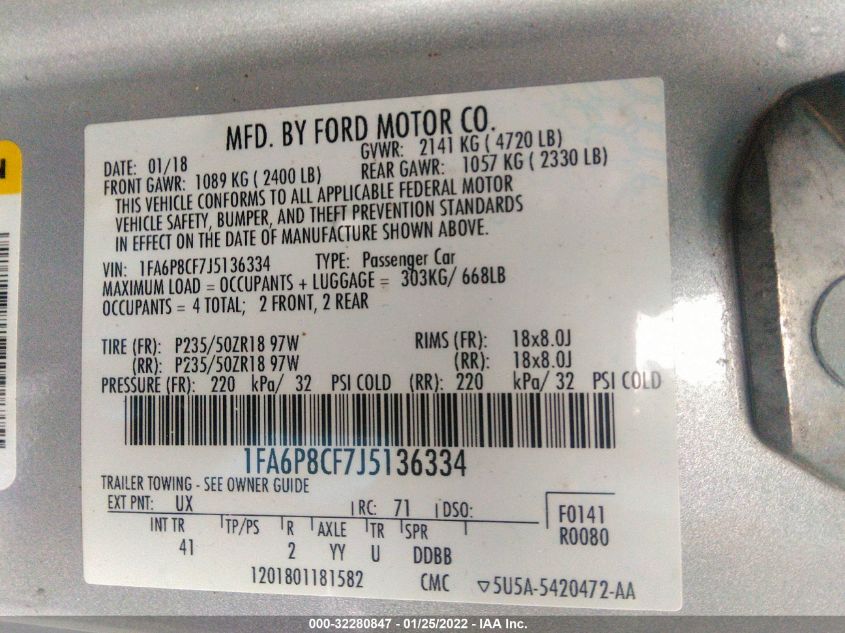 MFD. BY FORD MOTOR CO.
DATE: 01/18 GVWR: 2141 KG ( 4720 LB)
FRONT GAWR: 1089 KG ( 2400 LB) REAR GAWR: 1057 KG ( 2330 LB)
THIS VEHICLE CONFORMS TO ALL APPLICABLE FEDERAL MOTOR
VEHICLE SAFETY, BUMPER, AND THEFT PREVENTION STANDARDS
IN EFFECT ON THE DATE OF MANUFACTURE SHOWN ABOVE.
VIN: 1FA6P8CF7J5136334 TYPE: Passenger Car
MAXIMUM LOAD = OCCUPANTS + LUGGAGE = 303KG/ 668LB
OCCUPANTS = 4 TOTAL; 2 FRONT, 2 REAR
TIRE (FR): P235/50ZR18 97W RIMS (FR): 18x8.0J
(RR): P235/50ZR18 97W (RR): 18x8.0J
PRESSURE (FR): 220 kPa/ 32 PSI COLD (RR): 220 kPa/ 32 PSI COLD
1FA6P8CF7J5136334
TRAILER TOWING - SEE OWNER GUIDE
EXT PNT: UX RC: 71 DSO: F0141
INT TR TP/PS R AXLE TR SPR R0080
41 2 YY U DDBB
1201801181582 CMC ▽5U5A-5420472-AA
000-32280847 - 01/25/2022 - IAA Inc.